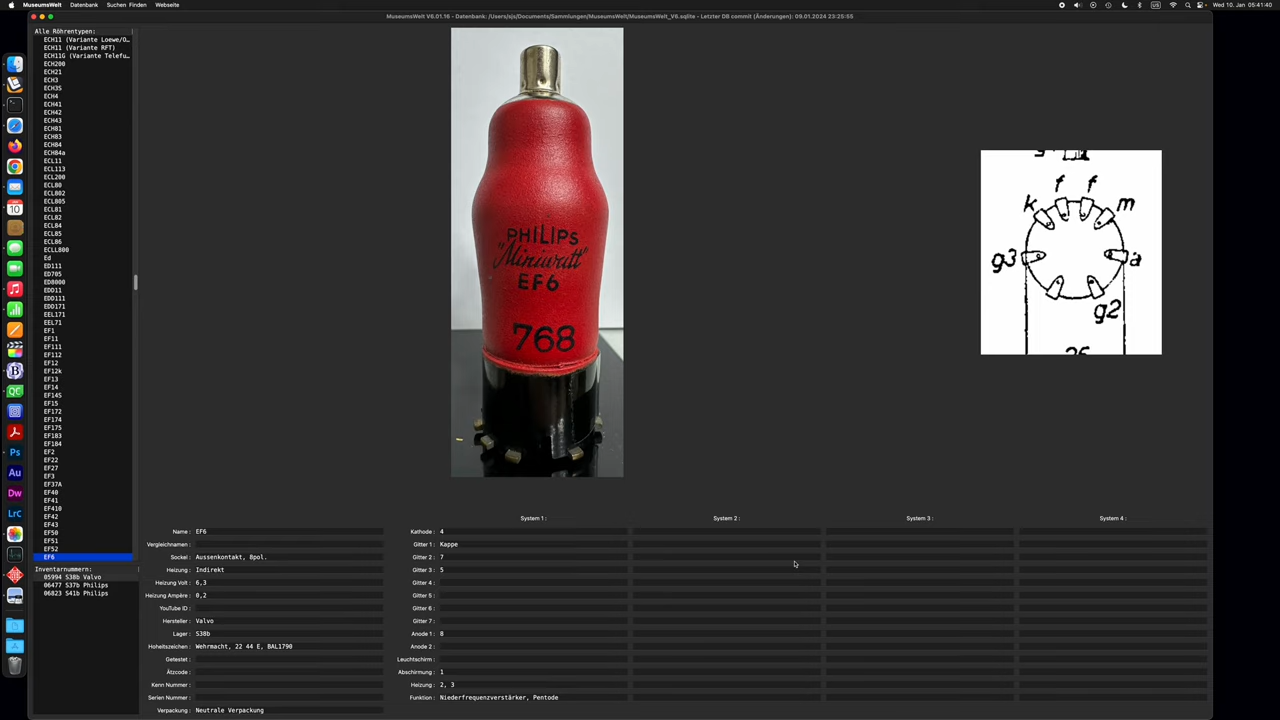 MuseumsWelt Datenbank Suchen Finden Webseite
Wed 10. Jan. 01:41:40
MuseumsWelt V6.01.16 - Datenbank: /Users/sjs/Documents/Sammlungen/MuseumsWelt/MuseumsWelt_V6.sqlite - Letzter DB commit (Änderungen): 09.01.2024 23:25:55
Alle Röhrentypen:
ECH11 (Variante Loewe/O…
ECH11 (Variante RFT)
ECH11G (Variante Telefu…
ECH200
ECH21
ECH3
ECH35
ECH4
ECH41
ECH42
ECH43
ECH81
ECH83
ECH84
ECH84a
ECL11
ECL113
ECL200
ECL80
ECL802
ECL805
ECL81
ECL82
ECL84
ECL85
ECL86
ECLL800
Ed
ED111
ED705
ED8000
EDD11
EDD111
EDD171
EEL171
EEL71
EF1
EF11
EF111
EF112
EF12
EF12k
EF13
EF14
EF14S
EF15
EF172
EF174
EF175
EF183
EF184
EF2
EF22
EF27
EF3
EF37A
EF40
EF41
EF410
EF42
EF43
EF50
EF51
EF52
EF6
Inventarnummern:
05994 S38b Valvo
06477 S37b Philips
06823 S41b Philips
PHILIPS
"Miniwatt"
EF6
768
f f
k m
g3 a
g2
System 1: System 2: System 3: System 4:
Name: EF6
Vergleichnamen:
Sockel: Aussenkontakt, 8pol.
Heizung: Indirekt
Heizung Volt: 6,3
Heizung Ampère: 0,2
YouTube ID:
Hersteller: Valvo
Lager: S38b
Hoheitszeichen: Wehrmacht, 22 44 E, BAL1790
Getestet:
Ätzcode:
Kenn Nummer:
Serien Nummer:
Verpackung: Neutrale Verpackung
Kathode: 4
Gitter 1: Kappe
Gitter 2: 7
Gitter 3: 5
Gitter 4:
Gitter 5:
Gitter 6:
Gitter 7:
Anode 1: 8
Anode 2:
Leuchtschirm:
Abschirmung: 1
Heizung: 2, 3
Funktion: Niederfrequenzverstärker, Pentode